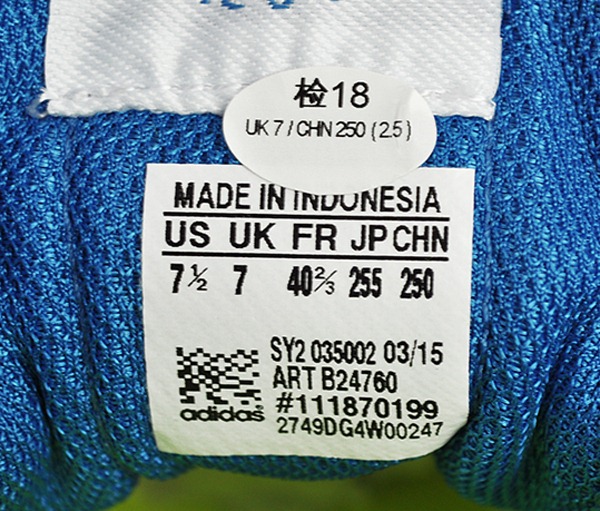 检18
UK 7 / CHN 250 (2.5)
MADE IN INDONESIA
US UK FR JP CHN
7½ 7 40⅔ 255 250
SY2 035002 03/15
ART B24760
#111870199
adidas
2749DG4W00247